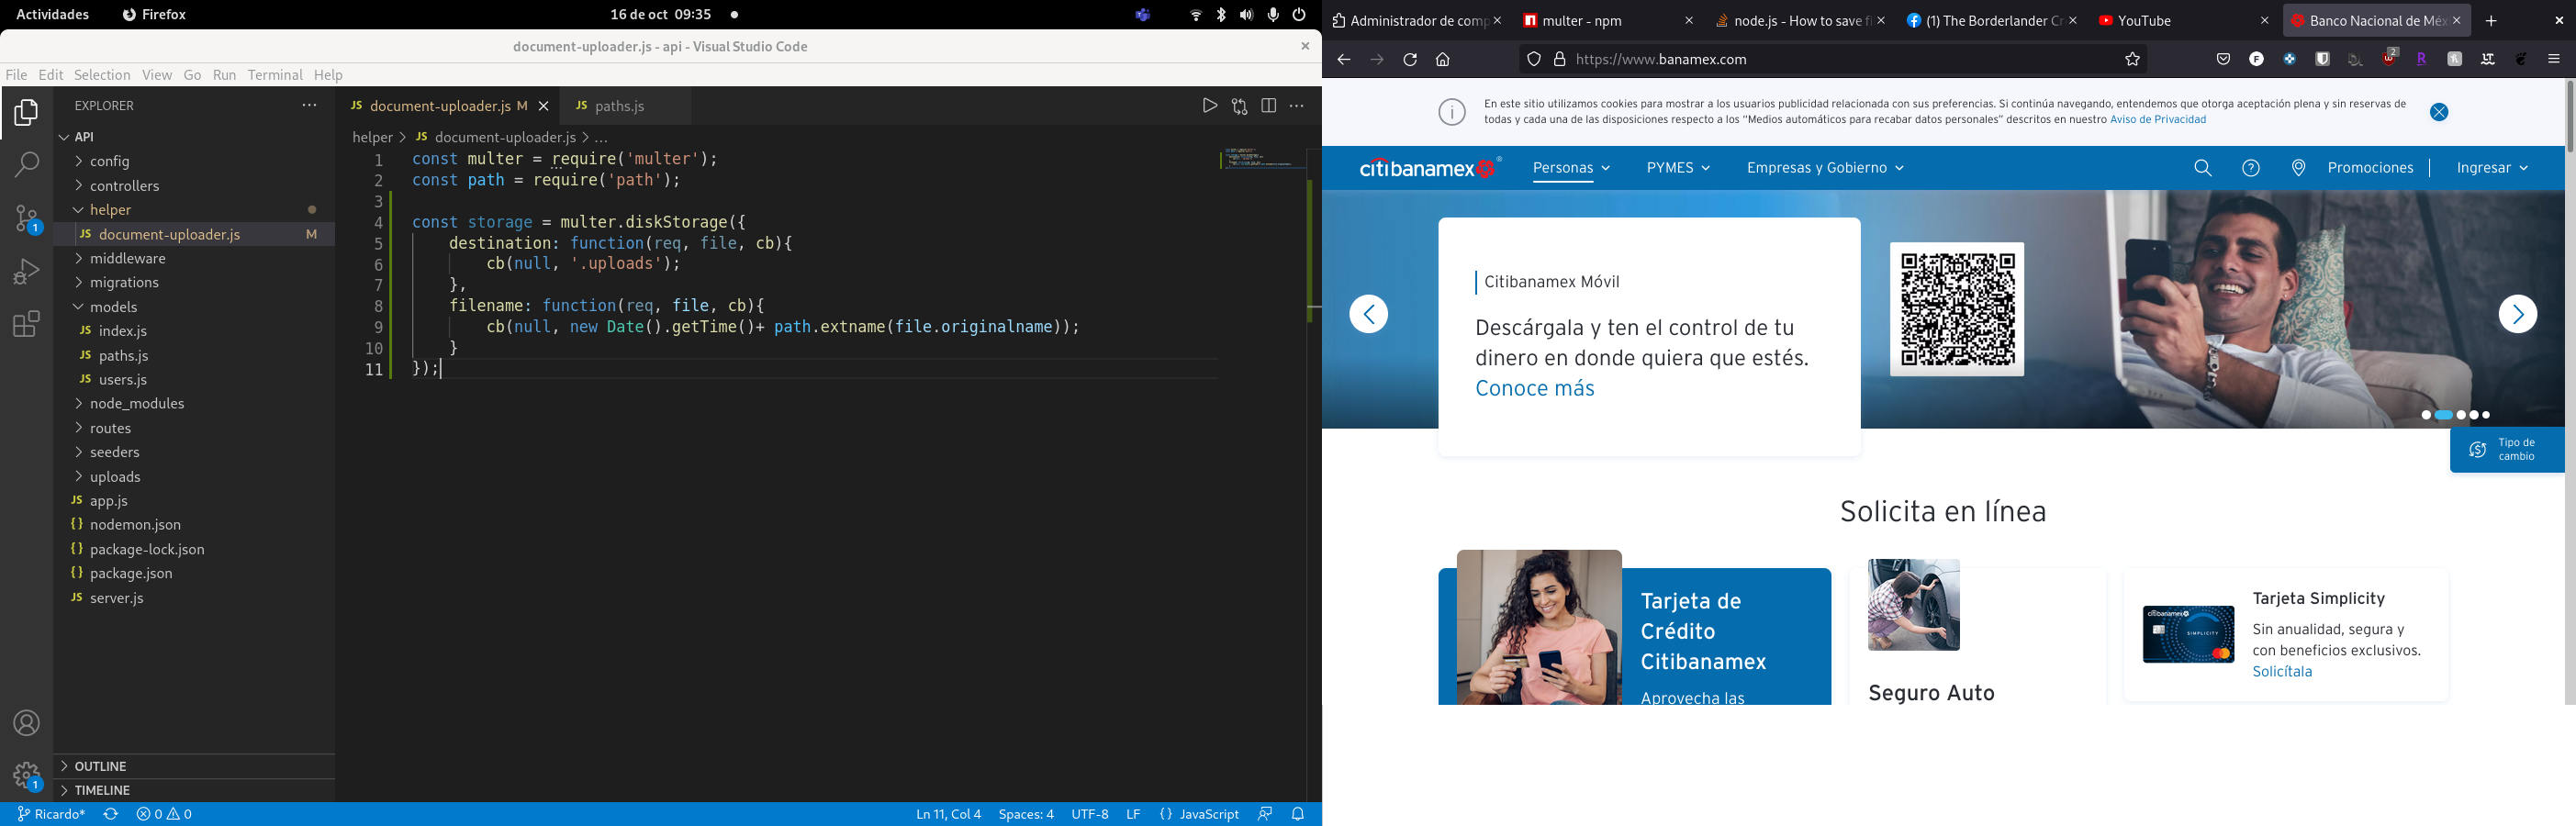 Actividades
Firefox
16 de oct 09:35
document-uploader.js - api - Visual Studio Code
File Edit Selection View Go Run Terminal Help
EXPLORER
API
config
controllers
helper
document-uploader.js M
middleware
migrations
models
index.js
paths.js
users.js
node_modules
routes
seeders
uploads
app.js
nodemon.json
package-lock.json
package.json
server.js
OUTLINE
TIMELINE
document-uploader.js M
paths.js
helper > document-uploader.js > ...
1 const multer = require('multer');
2 const path = require('path');
3
4 const storage = multer.diskStorage({
5 destination: function(req, file, cb){
6 cb(null, '.uploads');
7 },
8 filename: function(req, file, cb){
9 cb(null, new Date().getTime()+ path.extname(file.originalname));
10 }
11 });
1
1
Ricardo* 0 0 Ln 11, Col 4 Spaces: 4 UTF-8 LF {} JavaScript
Administrador de comp
multer - npm
node.js - How to save fi
(1) The Borderlander Cr
YouTube
Banco Nacional de Méx
https://www.banamex.com
2
En este sitio utilizamos cookies para mostrar a los usuarios publicidad relacionada con sus preferencias. Si continúa navegando, entendemos que otorga aceptación plena y sin reservas de
todas y cada una de las disposiciones respecto a los "Medios automáticos para recabar datos personales" descritos en nuestro Aviso de Privacidad
citibanamex®
Personas
PYMES
Empresas y Gobierno
Promociones
Ingresar
Citibanamex Móvil
Descárgala y ten el control de tu
dinero en donde quiera que estés.
Conoce más
Tipo de
cambio
Solicita en línea
Tarjeta de
Crédito
Citibanamex
Aprovecha las
Seguro Auto
citibanamex
SIMPLICITY
Tarjeta Simplicity
Sin anualidad, segura y
con beneficios exclusivos.
Solicítala